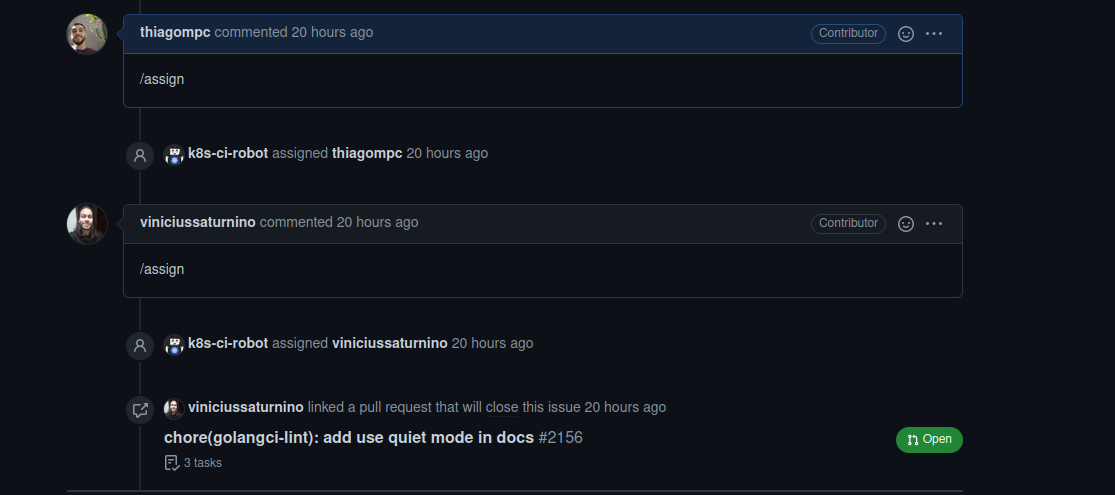 thiagompc commented 20 hours ago
Contributor
/assign
k8s-ci-robot assigned thiagompc 20 hours ago
viniciussaturnino commented 20 hours ago
Contributor
/assign
k8s-ci-robot assigned viniciussaturnino 20 hours ago
viniciussaturnino linked a pull request that will close this issue 20 hours ago
chore(golangci-lint): add use quiet mode in docs #2156
Open
3 tasks